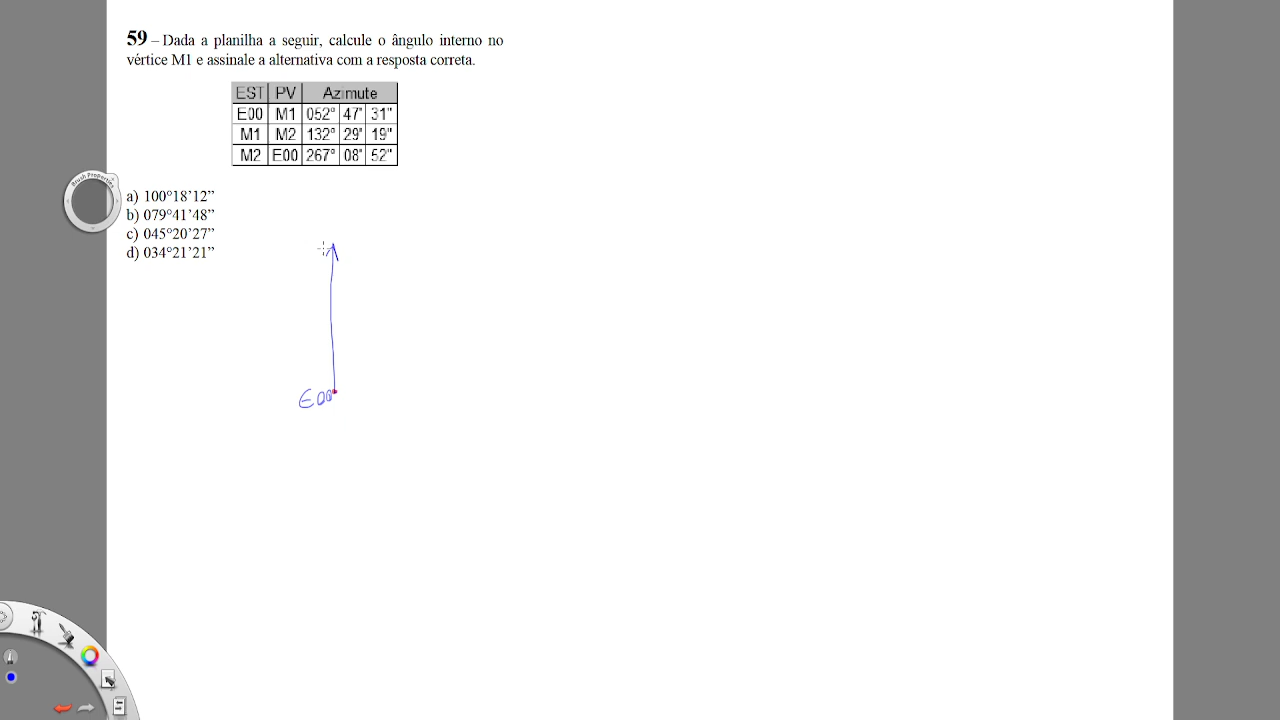 59 – Dada a planilha a seguir, calcule o ângulo interno no
vértice M1 e assinale a alternativa com a resposta correta.
EST PV Azimute
E00 M1 052° 47' 31"
M1 M2 132° 29' 19"
M2 E00 267° 08' 52"
a) 100°18’12”
b) 079°41’48”
c) 045°20’27”
d) 034°21’21”
E00
Brush Properties